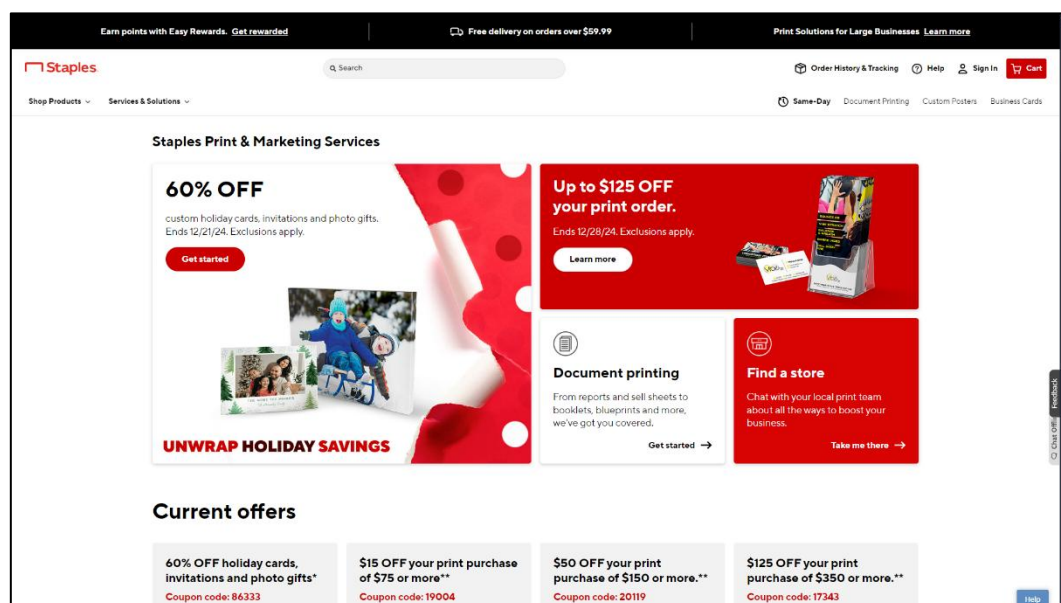 Earn points with Easy Rewards. Get rewarded
Free delivery on orders over $59.99
Print Solutions for Large Businesses Learn more
Staples
Search
Order History & Tracking
Help
Sign In
Cart
Shop Products
Services & Solutions
Same-Day
Document Printing
Custom Posters
Business Cards
Staples Print & Marketing Services
60% OFF
custom holiday cards, invitations and photo gifts.
Ends 12/21/24. Exclusions apply.
Get started
UNWRAP HOLIDAY SAVINGS
Up to $125 OFF
your print order.
Ends 12/28/24. Exclusions apply.
Learn more
Document printing
From reports and sell sheets to
booklets, blueprints and more,
we've got you covered.
Get started
Find a store
Chat with your local print team
about all the ways to boost your
business.
Take me there
Feedback
Current offers
60% OFF holiday cards,
invitations and photo gifts*
Coupon code: 86333
$15 OFF your print purchase
of $75 or more**
Coupon code: 19004
$50 OFF your print
purchase of $150 or more.**
Coupon code: 20119
$125 OFF your print
purchase of $350 or more.**
Coupon code: 17343
Help